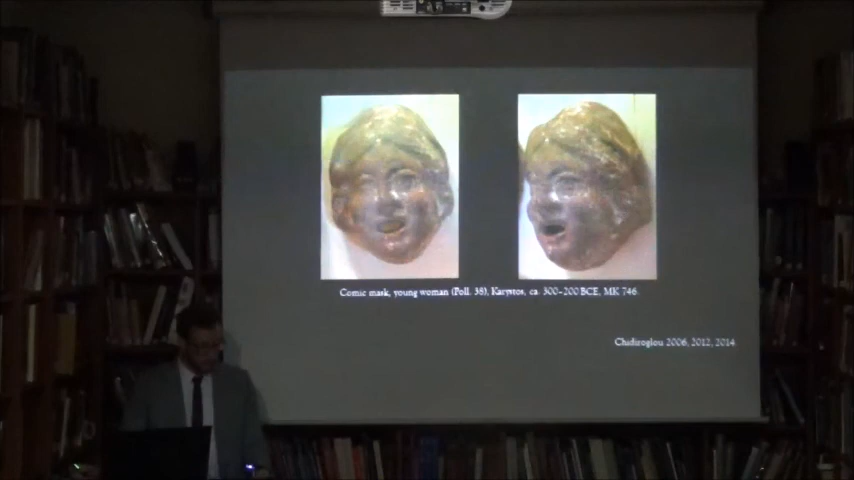 Comic mask, young woman (Poll. 38), Karystos, ca. 300–200 BCE, MK 746.
Chidiroglou 2006, 2012, 2014